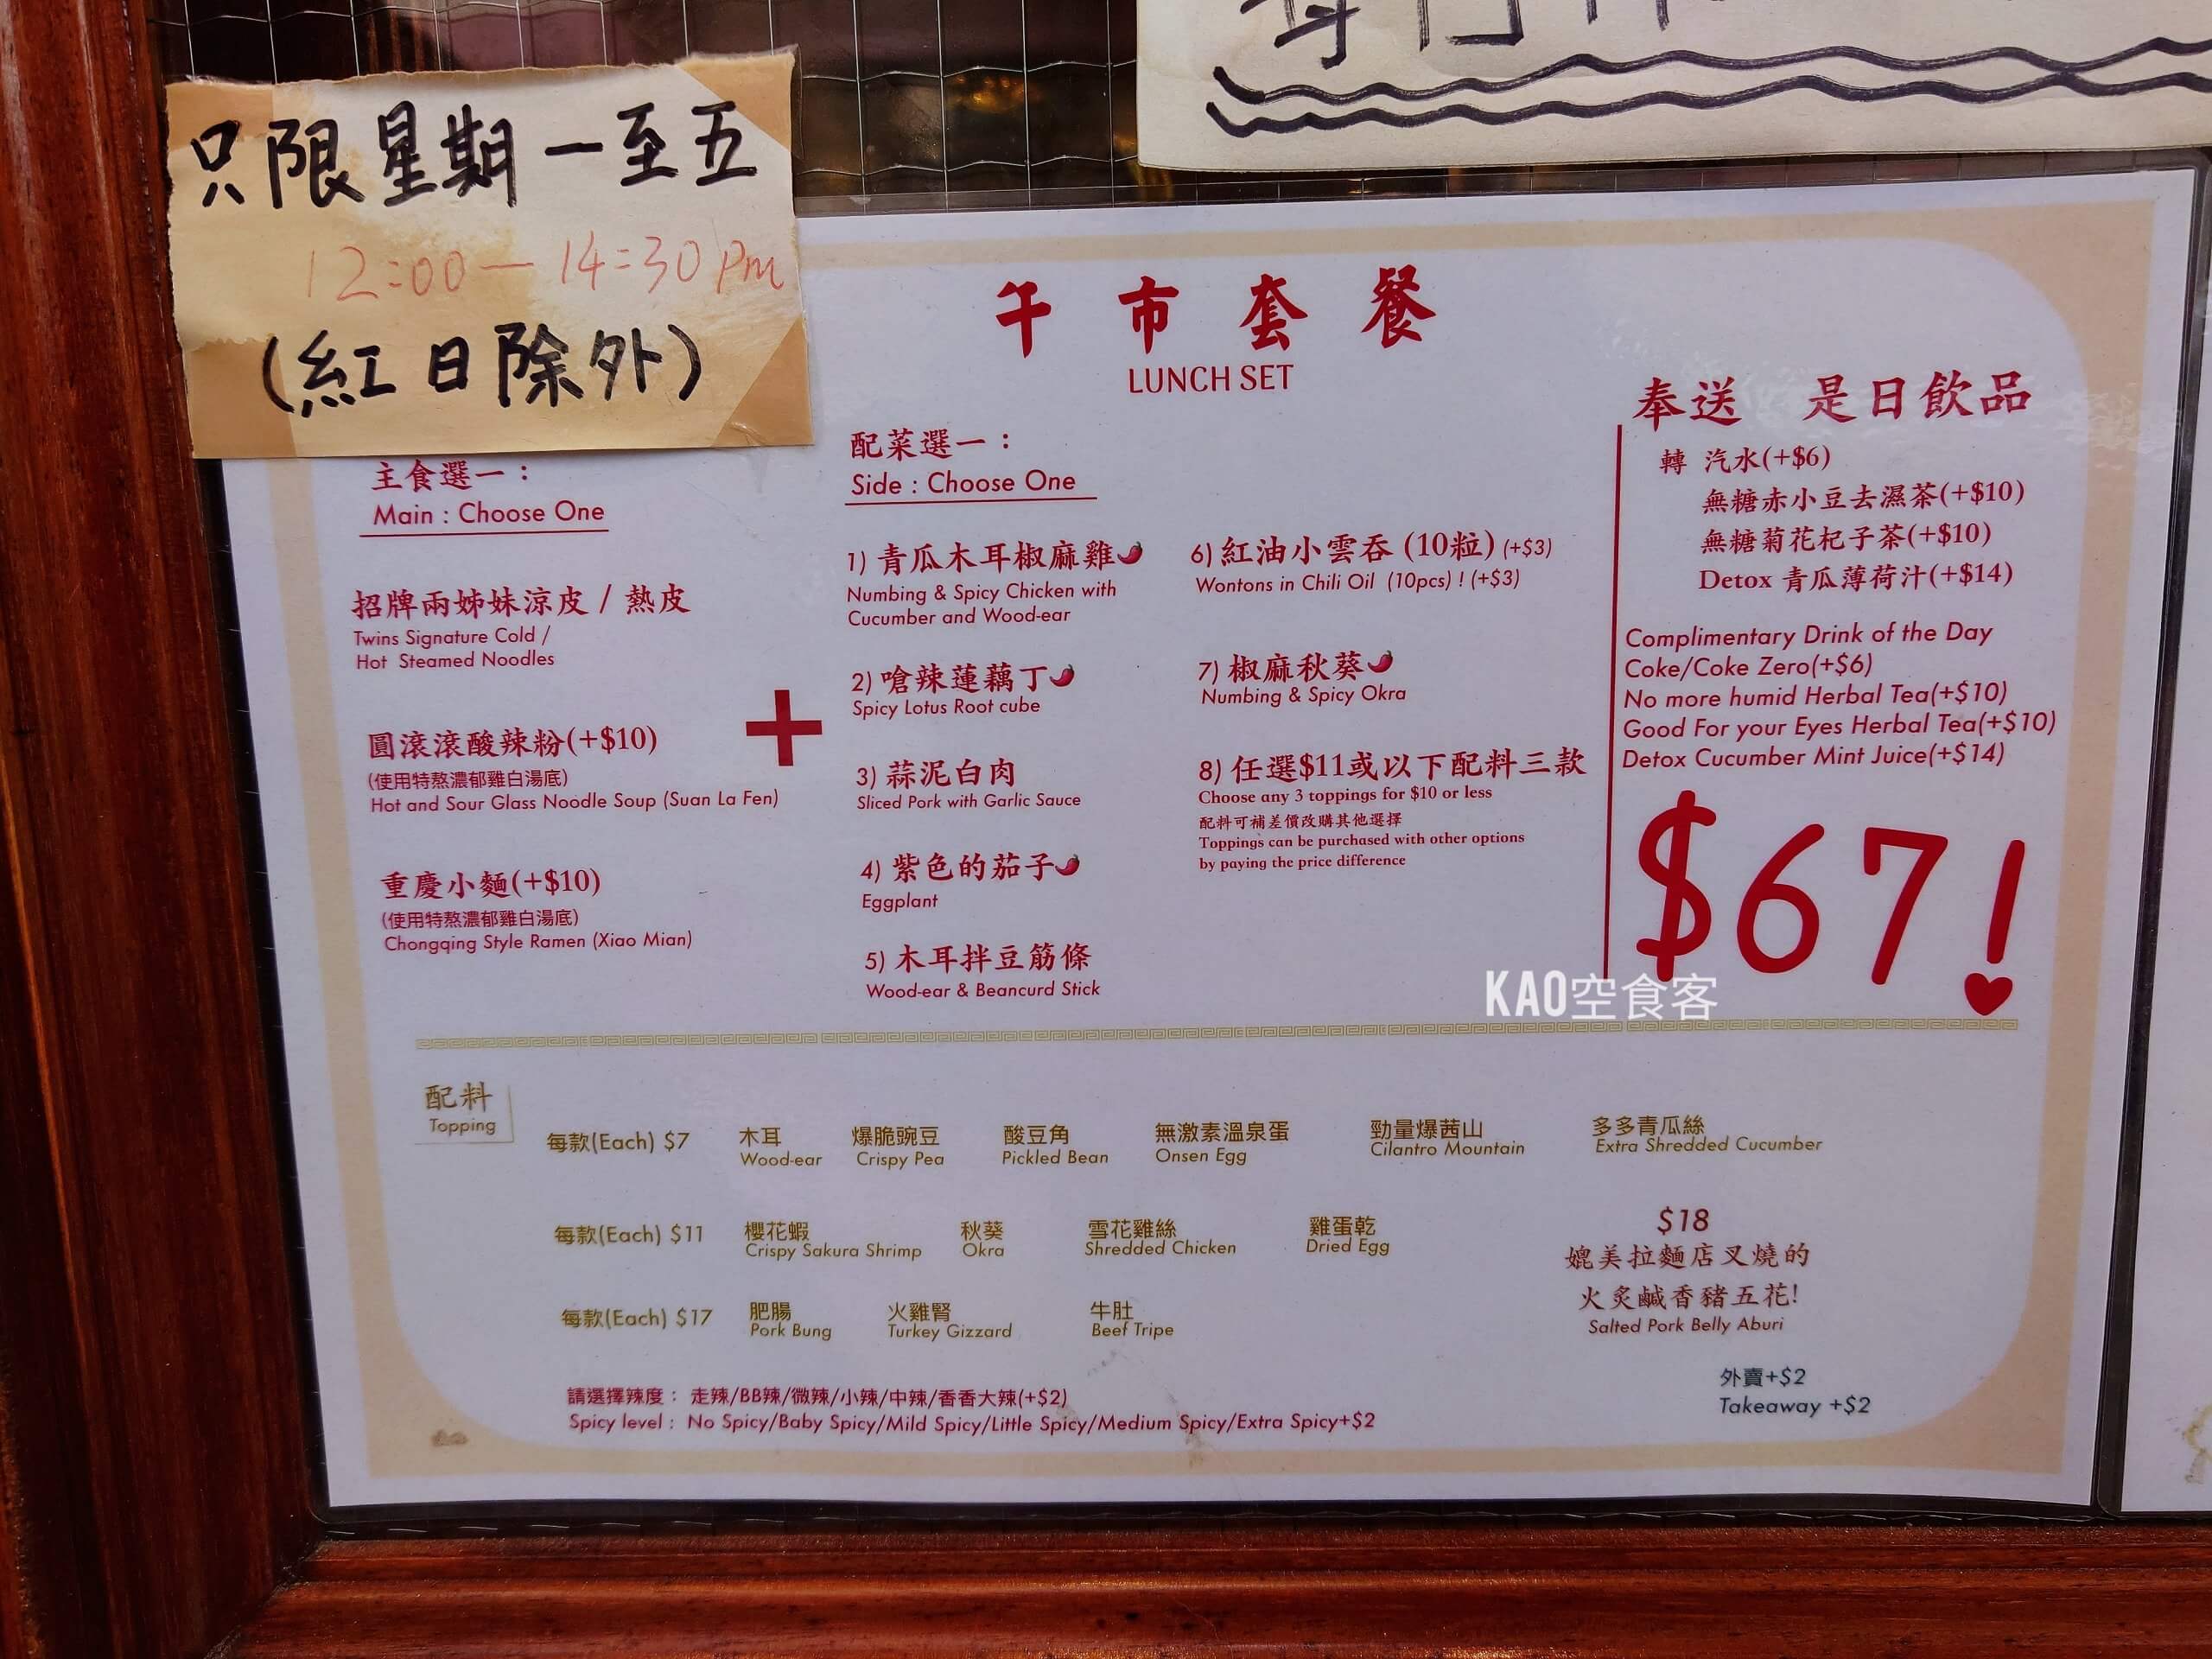 只限星期一至五
12:00 — 14:30 pm
(紅日除外)
午市套餐
LUNCH SET
主食選一：
Main : Choose One
招牌兩姊妹涼皮 / 熱皮
Twins Signature Cold /
Hot Steamed Noodles
圓滾滾酸辣粉(+$10)
(使用特熬濃郁雞白湯底)
Hot and Sour Glass Noodle Soup (Suan La Fen)
重慶小麵(+$10)
(使用特熬濃郁雞白湯底)
Chongqing Style Ramen (Xiao Mian)
+
配菜選一：
Side : Choose One
1) 青瓜木耳椒麻雞
Numbing & Spicy Chicken with
Cucumber and Wood-ear
2) 嗆辣蓮藕丁
Spicy Lotus Root cube
3) 蒜泥白肉
Sliced Pork with Garlic Sauce
4) 紫色的茄子
Eggplant
5) 木耳拌豆筋條
Wood-ear & Beancurd Stick
6) 紅油小雲吞 (10粒) (+$3)
Wontons in Chili Oil (10pcs) ! (+$3)
7) 椒麻秋葵
Numbing & Spicy Okra
8) 任選$11或以下配料三款
Choose any 3 toppings for $10 or less
配料可補差價改購其他選擇
Toppings can be purchased with other options
by paying the price difference
奉送 是日飲品
轉 汽水(+$6)
無糖赤小豆去濕茶(+$10)
無糖菊花杞子茶(+$10)
Detox 青瓜薄荷汁(+$14)
Complimentary Drink of the Day
Coke/Coke Zero(+$6)
No more humid Herbal Tea(+$10)
Good For your Eyes Herbal Tea(+$10)
Detox Cucumber Mint Juice(+$14)
$67!
KAO空食客
配料
Topping
每款(Each) $7 木耳 爆脆豌豆 酸豆角 無激素溫泉蛋 勁量爆茜山 多多青瓜絲
Wood-ear Crispy Pea Pickled Bean Onsen Egg Cilantro Mountain Extra Shredded Cucumber
每款(Each) $11 櫻花蝦 秋葵 雪花雞絲 雞蛋乾
Crispy Sakura Shrimp Okra Shredded Chicken Dried Egg
每款(Each) $17 肥腸 火雞腎 牛肚
Pork Bung Turkey Gizzard Beef Tripe
$18
媲美拉麵店叉燒的
火炙鹹香豬五花!
Salted Pork Belly Aburi
請選擇辣度： 走辣/BB辣/微辣/小辣/中辣/香香大辣(+$2)
Spicy level : No Spicy/Baby Spicy/Mild Spicy/Little Spicy/Medium Spicy/Extra Spicy+$2
外賣+$2
Takeaway +$2